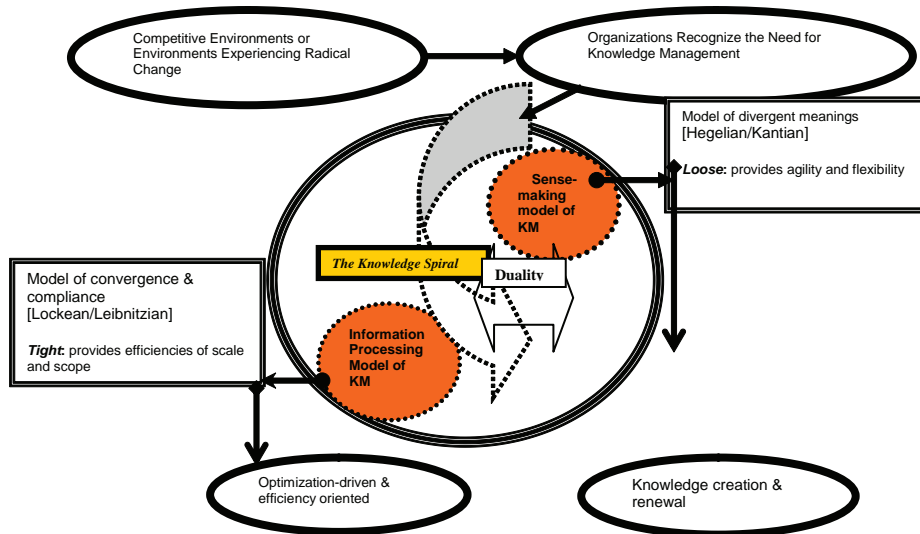 Competitive Environments or
Environments Experiencing Radical
Change
Organizations Recognize the Need for
Knowledge Management
Model of divergent meanings
[Hegelian/Kantian]
Loose: provides agility and flexibility
Sense-
making
model of
KM
The Knowledge Spiral
Duality
Model of convergence &
compliance
[Lockean/Leibnitzian]
Tight: provides efficiencies of scale
and scope
Information
Processing
Model of
KM
Optimization-driven &
efficiency oriented
Knowledge creation &
renewal